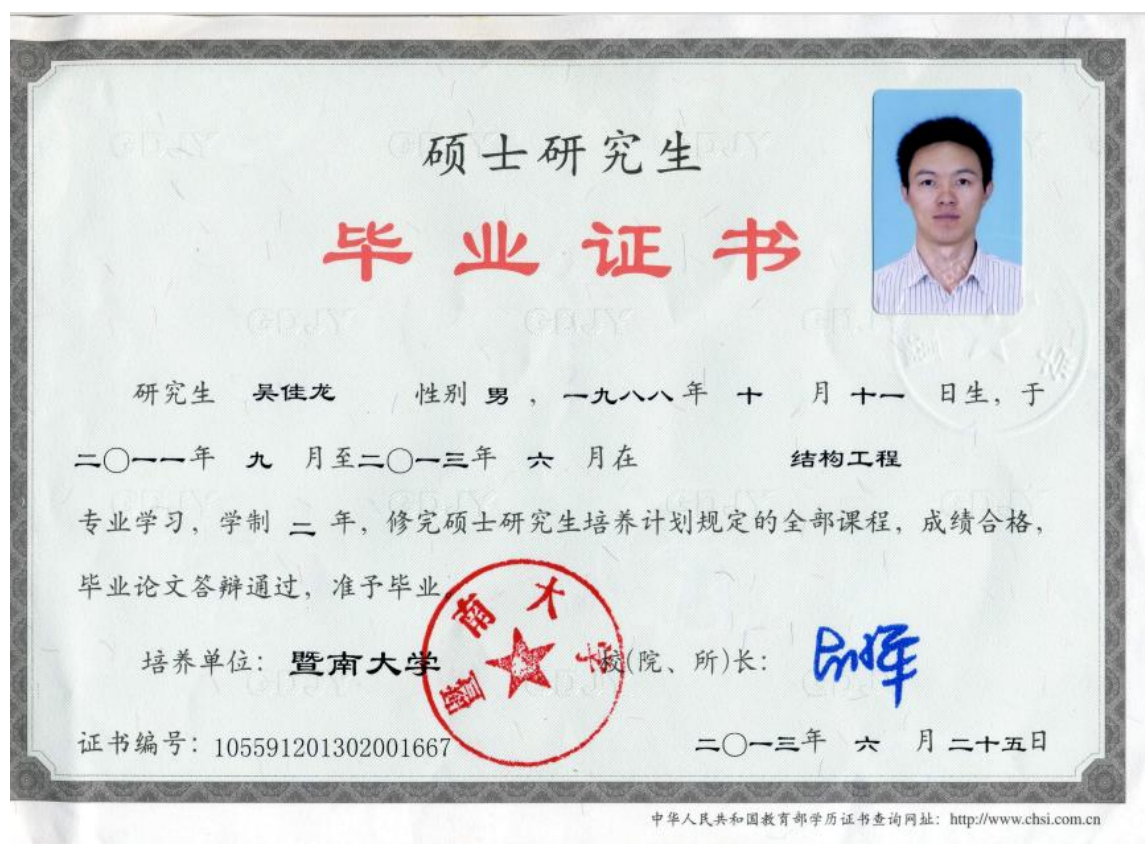 硕士研究生
毕业证书
研究生 吴佳龙 性别 男 , 一九八八年 十 月 十一 日生, 于
二〇一一年 九 月至二〇一三年 六 月在 结构工程
专业学习, 学制 二 年, 修完硕士研究生培养计划规定的全部课程, 成绩合格,
毕业论文答辩通过, 准予毕业
暨南大学
培养单位: 暨南大学 校(院、所)长:
证书编号: 105591201302001667 二〇一三年 六 月 二十五日
中华人民共和国教育部学历证书查询网址: http://www.chsi.com.cn